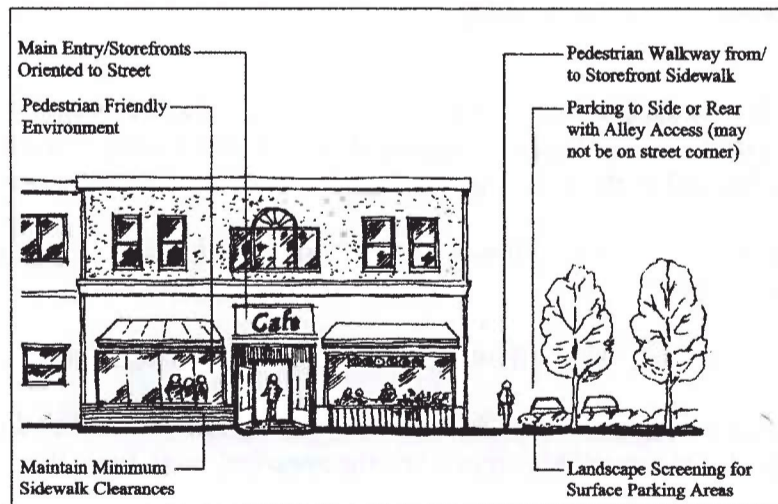 Main Entry/Storefronts
Oriented to Street
Pedestrian Friendly
Environment
Pedestrian Walkway from/
to Storefront Sidewalk
Parking to Side or Rear
with Alley Access (may
not be on street corner)
Cafe
Maintain Minimum
Sidewalk Clearances
Landscape Screening for
Surface Parking Areas